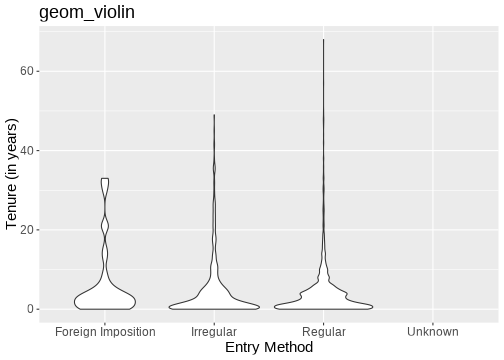 geom_violin
Tenure (in years)
60
40
20
0
Foreign Imposition Irregular Regular Unknown
Entry Method